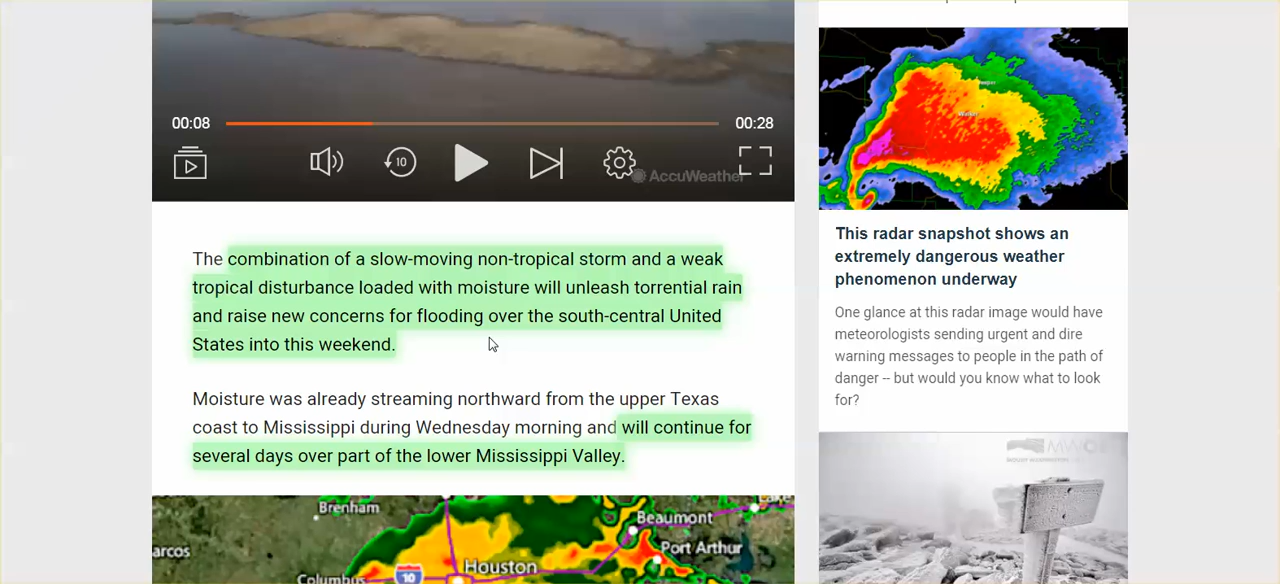 00:08
00:28
10
AccuWeather
The combination of a slow-moving non-tropical storm and a weak
tropical disturbance loaded with moisture will unleash torrential rain
and raise new concerns for flooding over the south-central United
States into this weekend.
Moisture was already streaming northward from the upper Texas
coast to Mississippi during Wednesday morning and will continue for
several days over part of the lower Mississippi Valley.
Brenham
Beaumont
Port Arthur
Houston
10
Columbus
This radar snapshot shows an
extremely dangerous weather
phenomenon underway
One glance at this radar image would have
meteorologists sending urgent and dire
warning messages to people in the path of
danger – but would you know what to look
for?